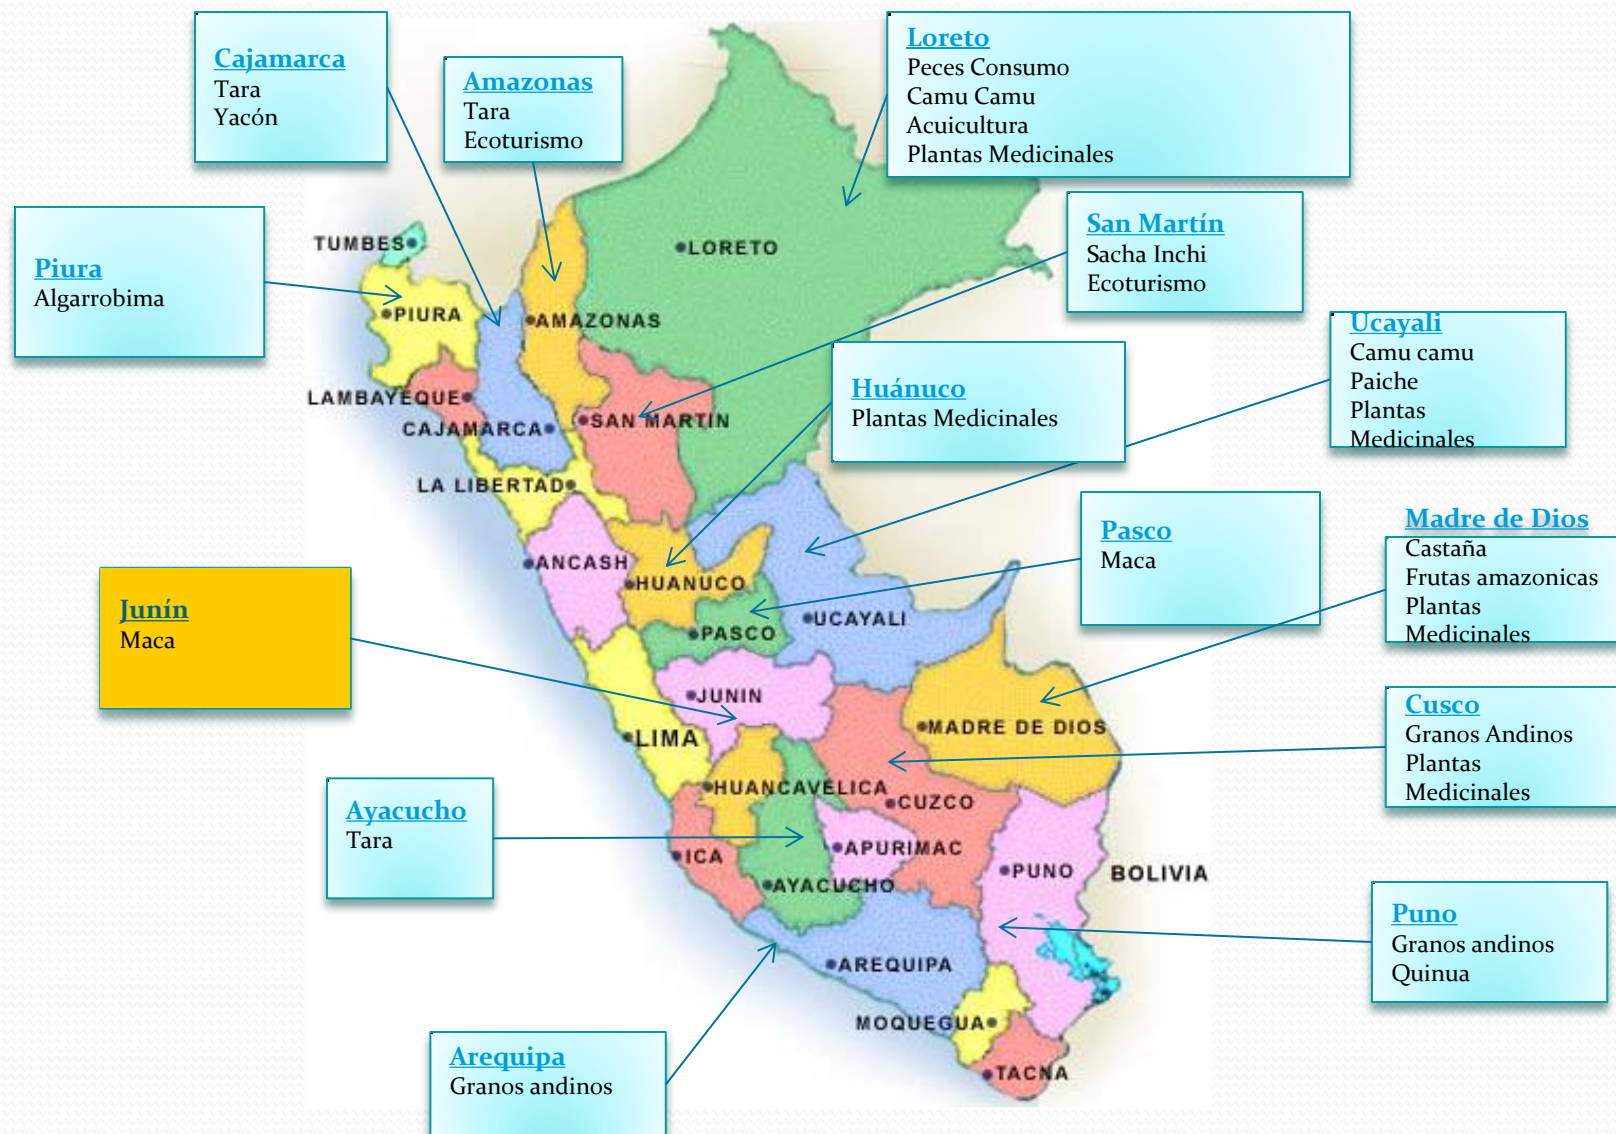 Cajamarca
Tara
Yacón
Amazonas
Tara
Ecoturismo
Loreto
Peces Consumo
Camu Camu
Acuicultura
Plantas Medicinales
San Martín
Sacha Inchi
Ecoturismo
Piura
Algarrobima
Ucayali
Camu camu
Paiche
Plantas
Medicinales
Huánuco
Plantas Medicinales
Pasco
Maca
Madre de Dios
Castaña
Frutas amazonicas
Plantas
Medicinales
Junín
Maca
Cusco
Granos Andinos
Plantas
Medicinales
Ayacucho
Tara
Puno
Granos andinos
Quinua
Arequipa
Granos andinos
TUMBES
LORETO
PIURA
AMAZONAS
LAMBAYEQUE
CAJAMARCA
SAN MARTIN
LA LIBERTAD
ANCASH
HUANUCO
UCAYALI
PASCO
JUNIN
LIMA
MADRE DE DIOS
HUANCAVELICA
CUZCO
ICA
APURIMAC
AYACUCHO
PUNO
BOLIVIA
AREQUIPA
MOQUEGUA
TACNA